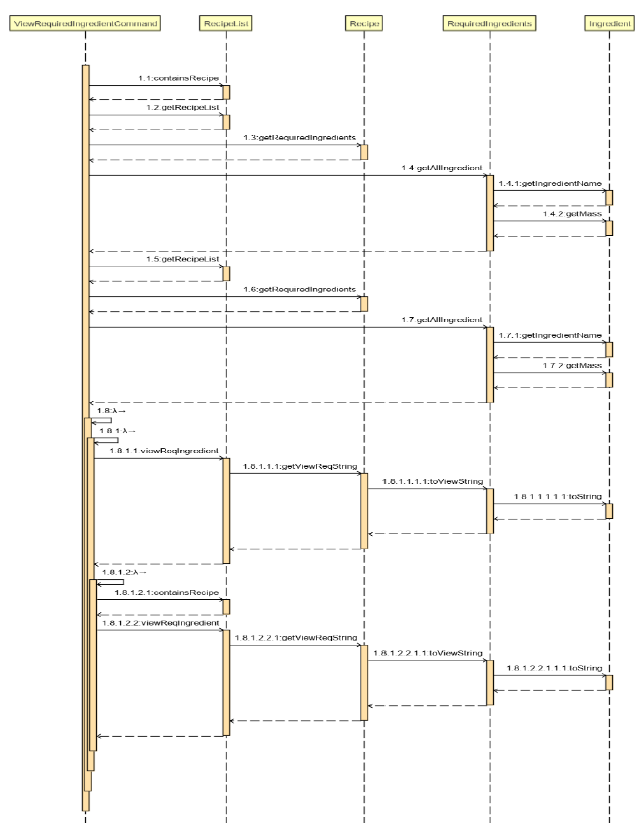 ViewRequiredIngredientCommand RecipeList Recipe RequiredIngredients Ingredient
1.1:containsRecipe
1.2:getRecipeList
1.3:getRequiredIngredients
1.4:getAllIngredient
1.4.1:getIngredientName
1.4.2:getMass
1.5:getRecipeList
1.6:getRequiredIngredients
1.7:getAllIngredient
1.7.1:getIngredientName
1.7.2:getMass
1.8:λ→
1.8.1:λ→
1.8.1.1:viewReqIngredient
1.8.1.1.1:getViewReqString
1.8.1.1.1.1:toViewString
1.8.1.1.1.1.1:toString
1.8.1.2:λ→
1.8.1.2.1:containsRecipe
1.8.1.2.2:viewReqIngredient
1.8.1.2.2.1:getViewReqString
1.8.1.2.2.1.1:toViewString
1.8.1.2.2.1.1.1:toString